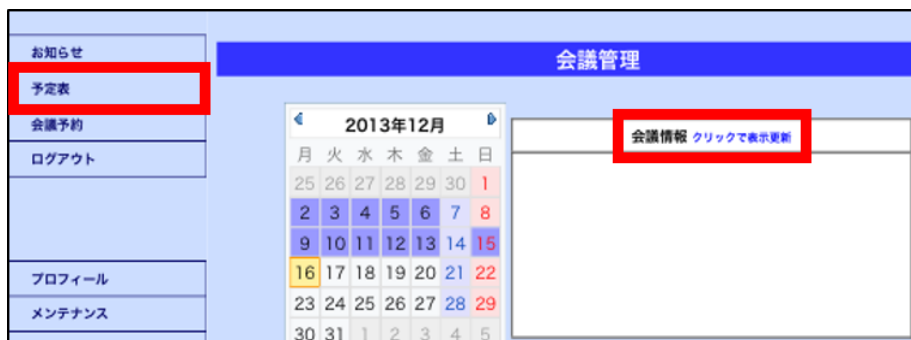 お知らせ
予定表
会議予約
ログアウト
プロフィール
メンテナンス
会議管理
2013年12月
月 火 水 木 金 土 日
25 26 27 28 29 30 1
2 3 4 5 6 7 8
9 10 11 12 13 14 15
16 17 18 19 20 21 22
23 24 25 26 27 28 29
30 31 1 2 3 4 5
会議情報 クリックで表示更新